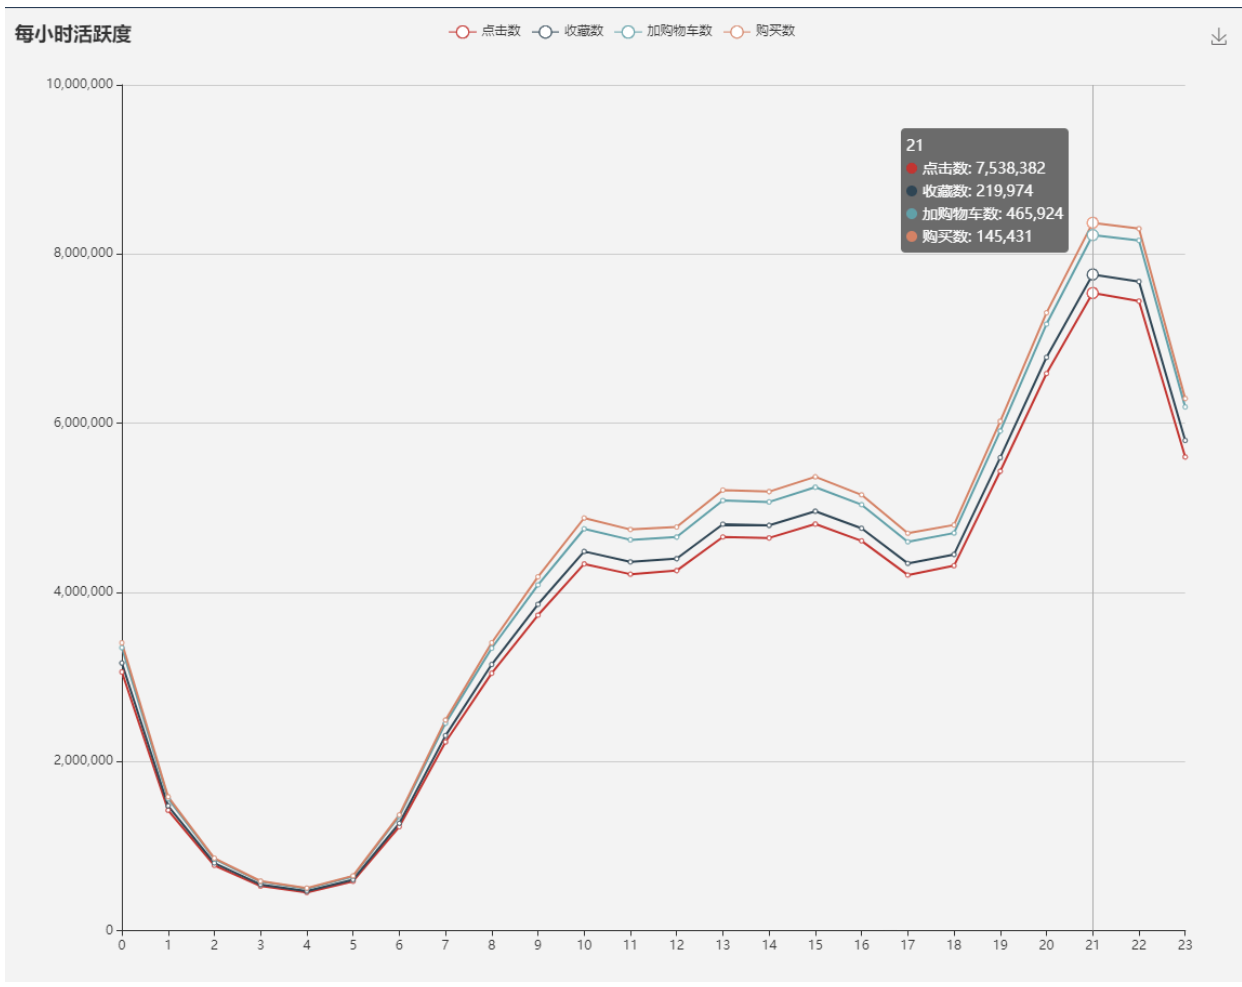 每小时活跃度
点击数 收藏数 加购物车数 购买数
10,000,000
8,000,000
6,000,000
4,000,000
2,000,000
0
21
点击数: 7,538,382
收藏数: 219,974
加购物车数: 465,924
购买数: 145,431
0 1 2 3 4 5 6 7 8 9 10 11 12 13 14 15 16 17 18 19 20 21 22 23